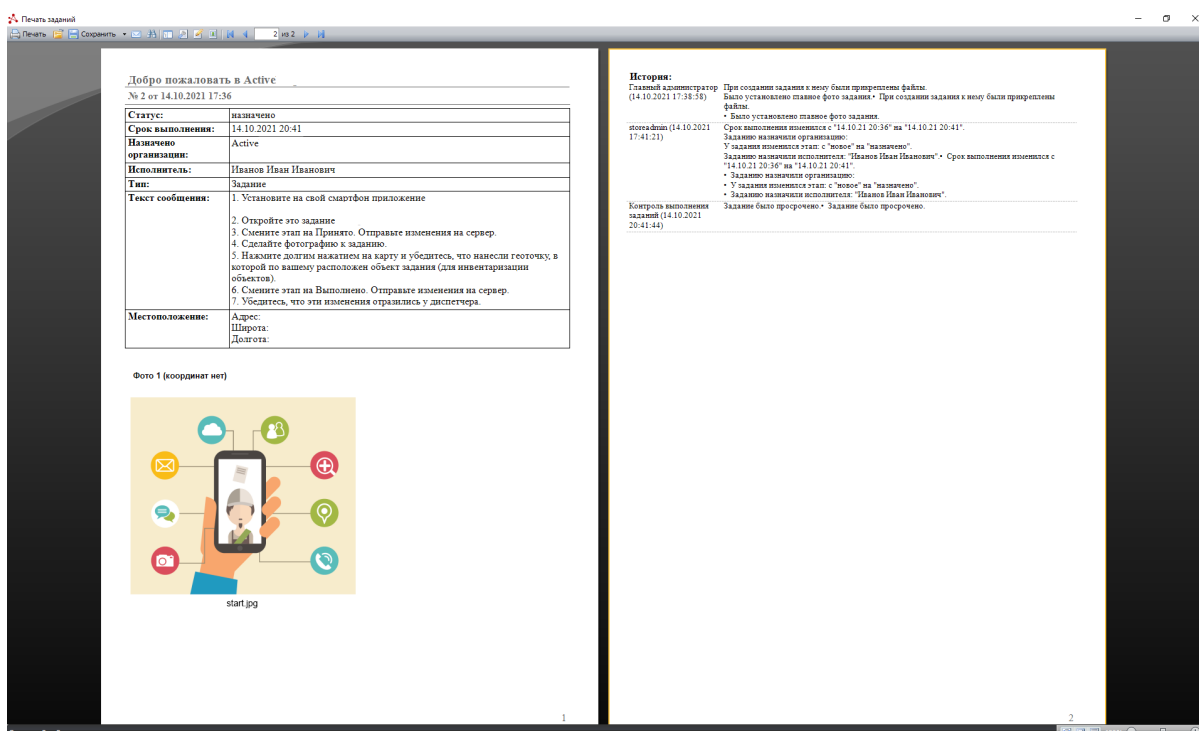 Печать заданий
Печать Сохранить 2 из 2
Добро пожаловать в Active
№ 2 от 14.10.2021 17:36
Статус: назначено
Срок выполнения: 14.10.2021 20:41
Назначено Active
организации:
Исполнитель: Иванов Иван Иванович
Тип: Задание
Текст сообщения: 1. Установите на свой смартфон приложение
2. Откройте это задание
3. Смените этап на Принято. Отправьте изменения на сервер.
4. Сделайте фотографию к заданию.
5. Нажмите долгим нажатием на карту и убедитесь, что нанесли геоточку, в
которой по вашему расположен объект задания (для инвентаризации
объектов).
6. Смените этап на Выполнено. Отправьте изменения на сервер.
7. Убедитесь, что эти изменения отразились у диспетчера.
Местоположение: Адрес:
Широта:
Долгота:
Фото 1 (координат нет)
start.jpg
1
История:
Главный администратор При создании задания к нему были прикреплены файлы.
(14.10.2021 17:38:58) Было установлено главное фото задания.• При создании задания к нему были прикреплены
файлы.
• Было установлено главное фото задания.
storeadmin (14.10.2021 Срок выполнения изменился с "14.10.21 20:36" на "14.10.21 20:41".
17:41:21) Заданию назначили организацию:
У задания изменился этап: с "новое" на "назначено".
Заданию назначили исполнителя: "Иванов Иван Иванович".• Срок выполнения изменился с
"14.10.21 20:36" на "14.10.21 20:41".
• Заданию назначили организацию:
• У задания изменился этап: с "новое" на "назначено".
• Заданию назначили исполнителя: "Иванов Иван Иванович".
Контроль выполнения Задание было просрочено.• Задание было просрочено.
заданий (14.10.2021
20:41:44)
2